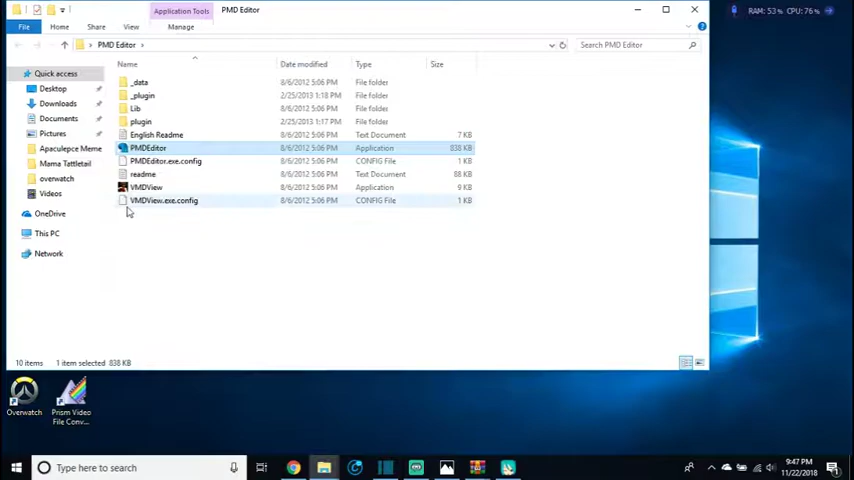 Application Tools
PMD Editor
RAM: 53 % CPU: 76 %
File
Home
Share
View
Manage
PMD Editor
Search PMD Editor
Name
Date modified
Type
Size
Quick access
Desktop
Downloads
Documents
Pictures
Apaculepce Meme
Mama Tattletail
overwatch
Videos
OneDrive
This PC
Network
_data 8/6/2012 5:06 PM File folder
_plugin 2/25/2013 1:18 PM File folder
Lib 8/6/2012 5:06 PM File folder
plugin 2/25/2013 1:17 PM File folder
English Readme 8/6/2012 5:06 PM Text Document 7 KB
PMDEditor 8/6/2012 5:06 PM Application 838 KB
PMDEditor.exe.config 8/6/2012 5:06 PM CONFIG File 1 KB
readme 8/6/2012 5:06 PM Text Document 88 KB
VMDView 8/6/2012 5:06 PM Application 9 KB
VMDView.exe.config 8/6/2012 5:06 PM CONFIG File 1 KB
10 items 1 item selected 838 KB
Overwatch
Prism Video
File Conv...
Type here to search
9:47 PM
11/22/2018